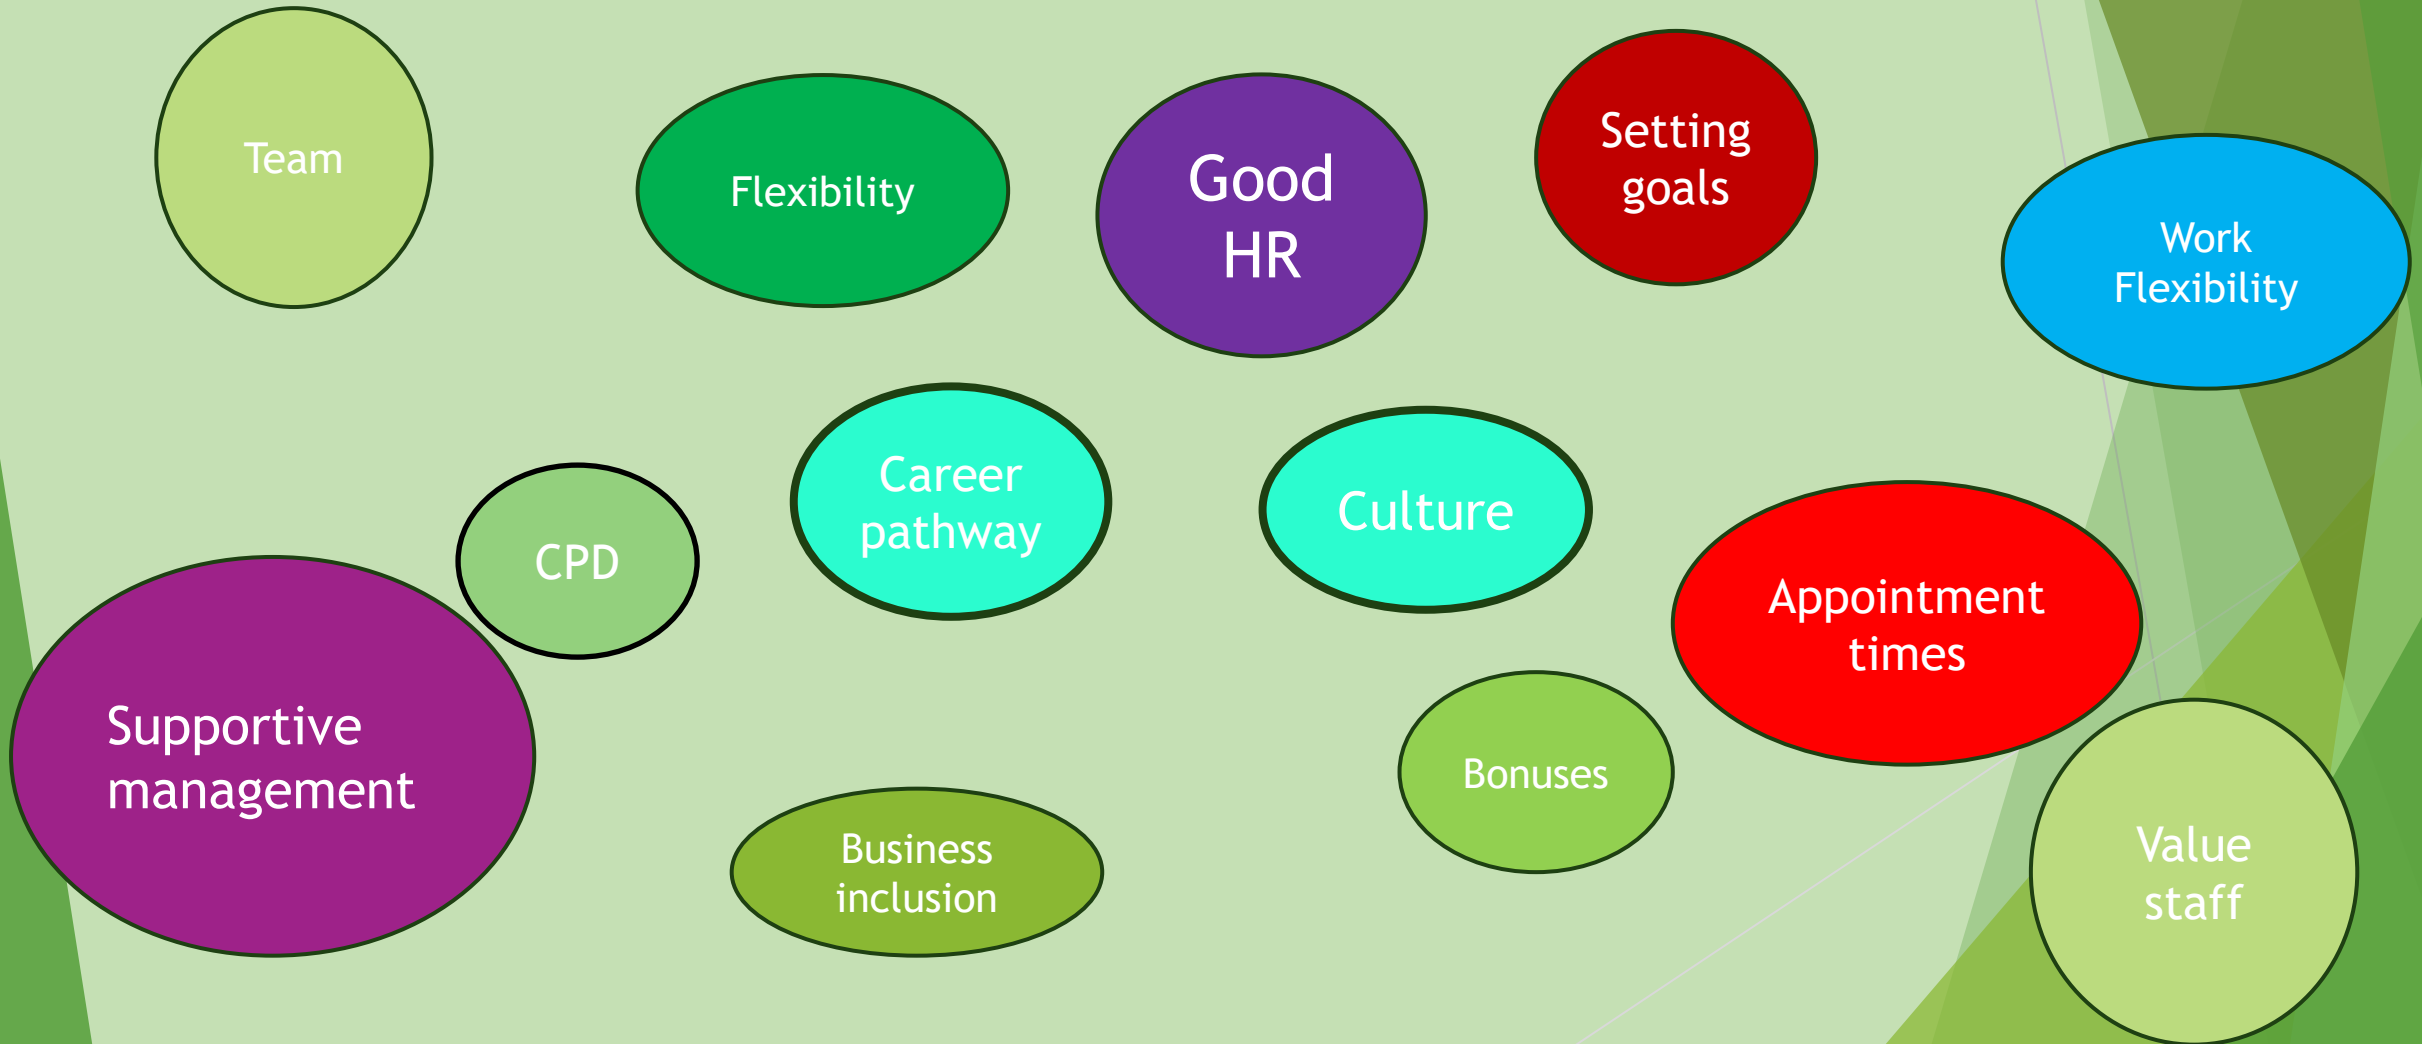 Team
Flexibility
Good
HR
Setting
goals
Work
Flexibility
CPD
Career
pathway
Culture
Appointment
times
Supportive
management
Business
inclusion
Bonuses
Value
staff